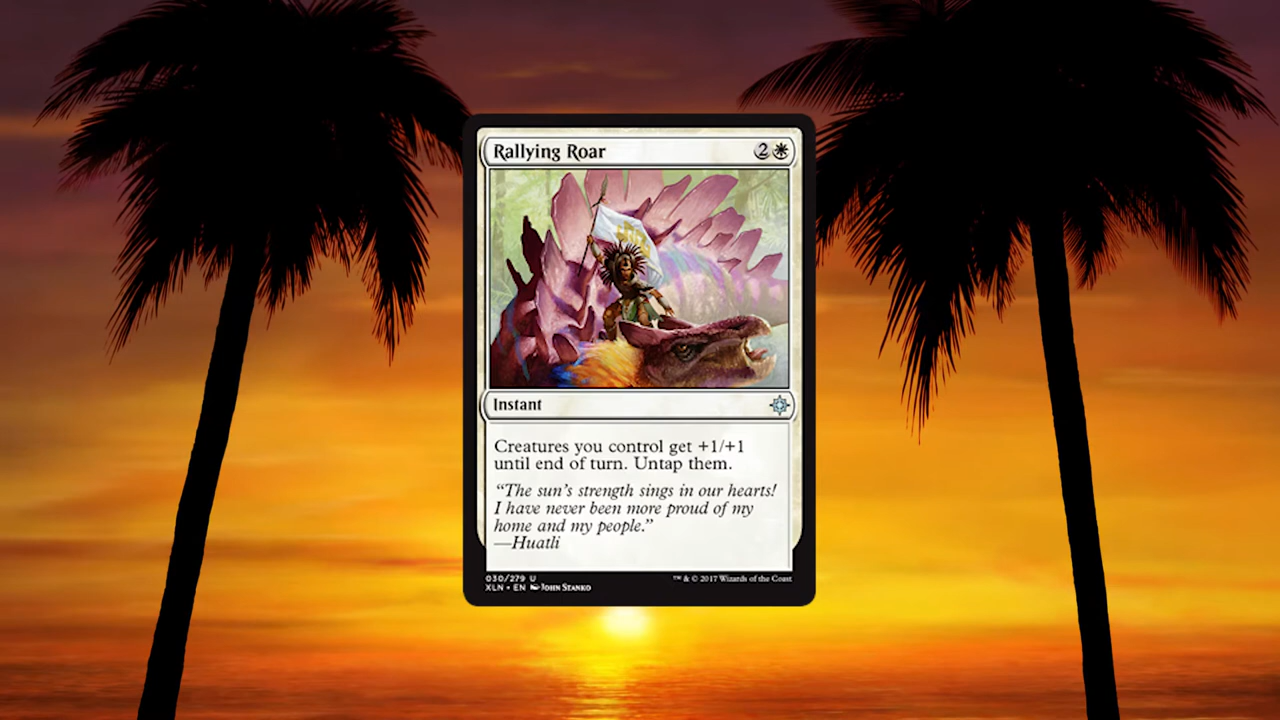 Rallying Roar 2
Instant
Creatures you control get +1/+1
until end of turn. Untap them.
“The sun’s strength sings in our hearts!
I have never been more proud of my
home and my people.”
—Huatli
030/279 U
XLN • EN John Stanko
™ & © 2017 Wizards of the Coast